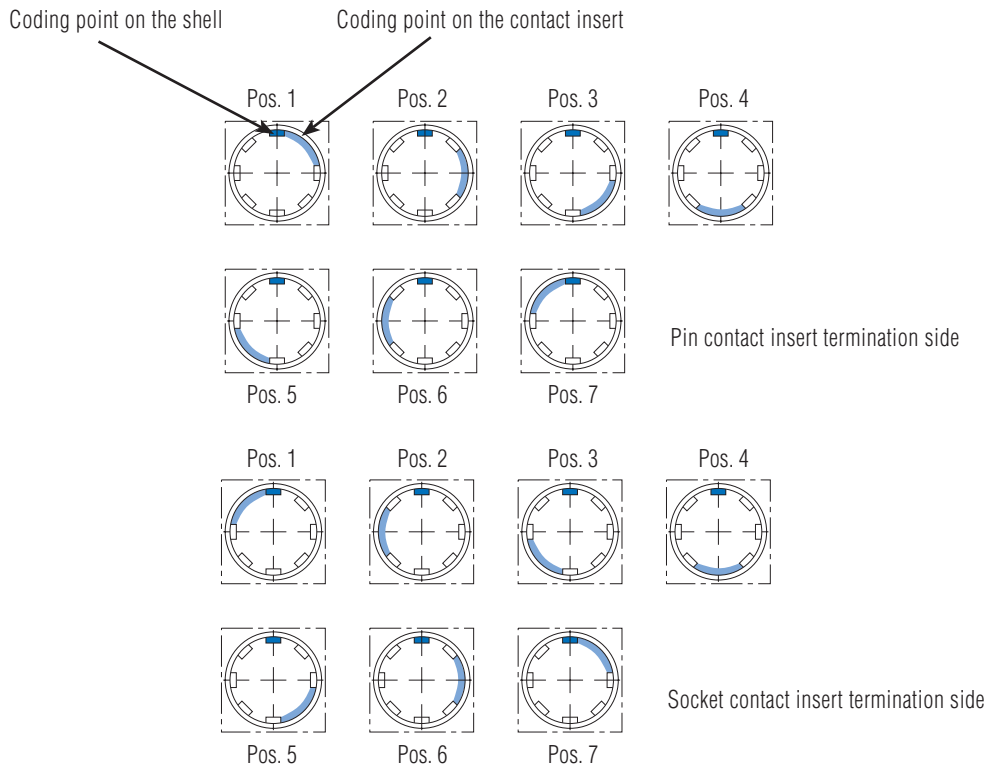 Coding point on the shell
Coding point on the contact insert
Pos. 1
Pos. 2
Pos. 3
Pos. 4
Pin contact insert termination side
Pos. 5
Pos. 6
Pos. 7
Pos. 1
Pos. 2
Pos. 3
Pos. 4
Socket contact insert termination side
Pos. 5
Pos. 6
Pos. 7